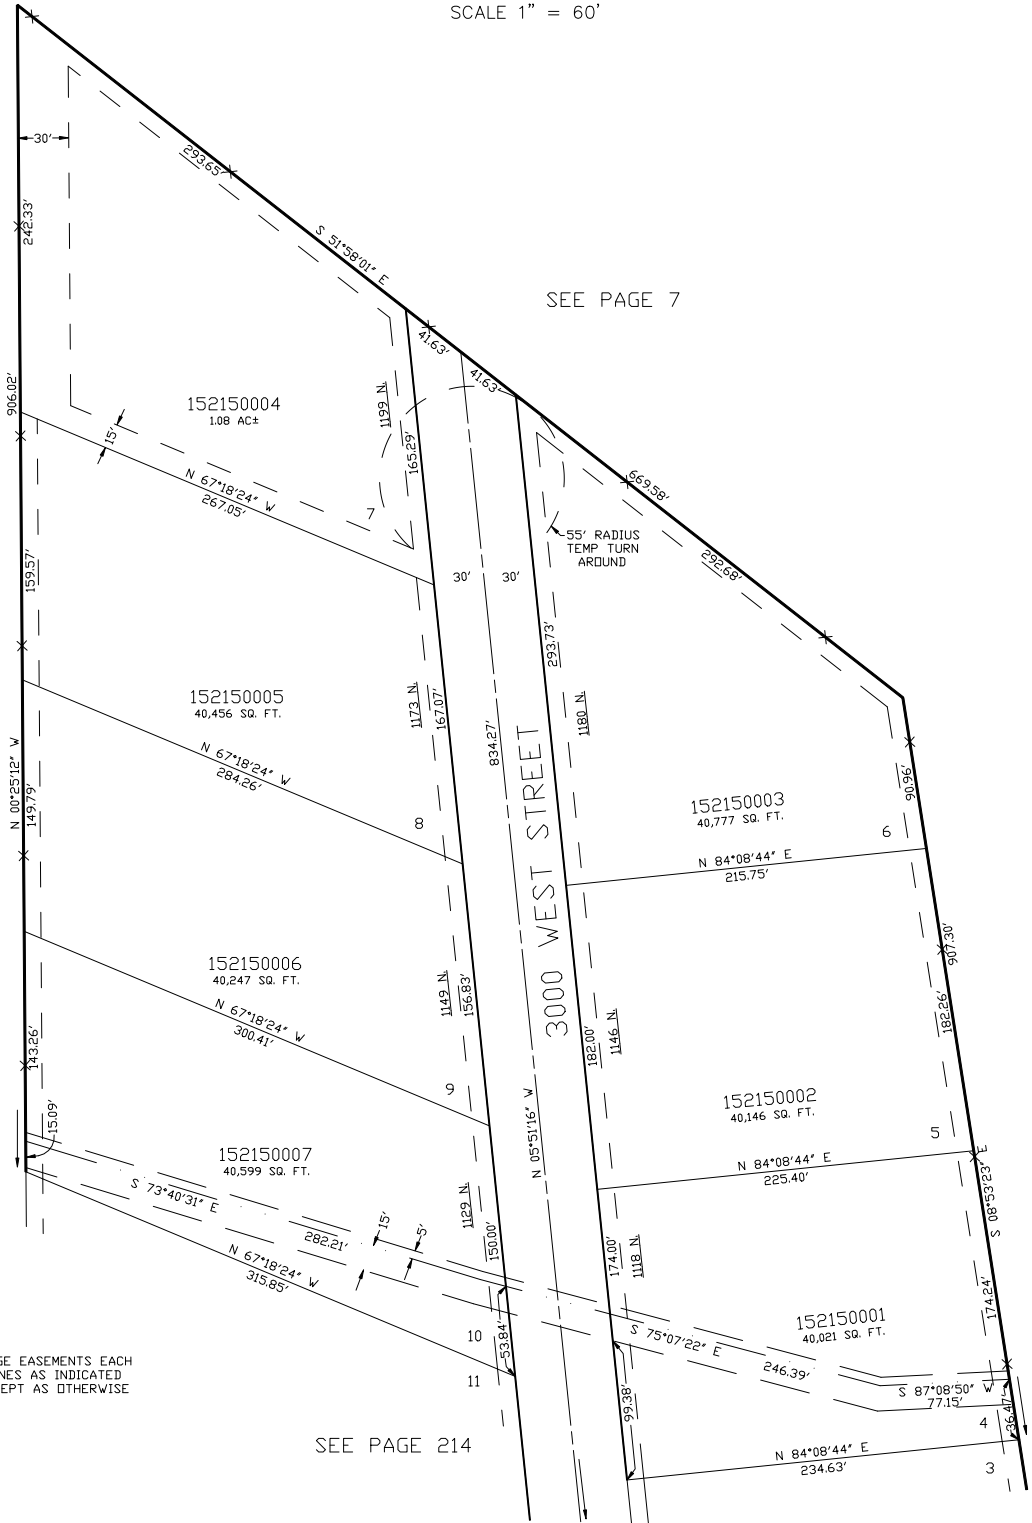 SCALE 1" = 60'
30'
293.65'
242.33'
S 51°58'01" E
SEE PAGE 7
41.63'
41.63'
906.02'
1199 N.
152150004
1.08 AC±
15'
165.29'
N 67°18'24" W
267.05'
7
669.58'
55' RADIUS
TEMP TURN
AROUND
292.68'
159.57'
30'
30'
293.73'
152150005
40,456 SQ. FT.
1173 N.
167.07'
1180 N.
834.27'
N 67°18'24" W
284.26'
N 00°25'12" W
149.79'
90.96'
152150003
40,777 SQ. FT.
8
6
N 84°08'44" E
215.75'
3000 WEST STREET
907.30'
152150006
40,247 SQ. FT.
1149 N.
156.83'
182.26'
N 67°18'24" W
300.41'
143.26'
182.00'
1146 N.
9
152150002
40,146 SQ. FT.
15.09'
N 05°51'16" W
5
152150007
40,599 SQ. FT.
N 84°08'44" E
225.40'
S 73°40'31" E
282.21'
1129 N.
150.00'
S 08°53'23" E
15'
5'
174.00'
1118 N.
N 67°18'24" W
315.85'
174.24'
152150001
40,021 SQ. FT.
10
53.84'
S 75°07'22" E
246.39'
GE EASEMENTS EACH
NES AS INDICATED
EPT AS OTHERWISE
11
99.38'
S 87°08'50" W
77.15'
36.47'
4
SEE PAGE 214
N 84°08'44" E
234.63'
3